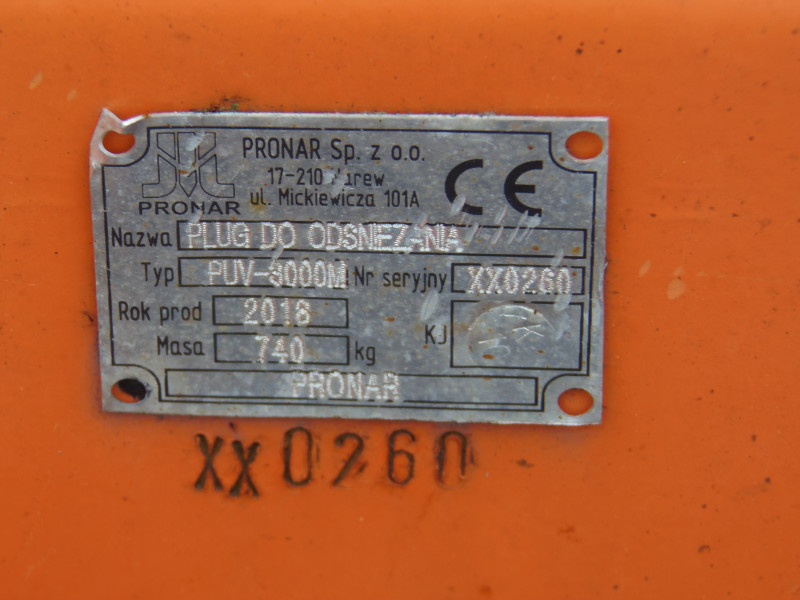 PRONAR Sp. z o.o.
17-210 Narew
ul. Mickiewicza 101A
PRONAR
CE
Nazwa PLUG DO ODSNIEZANIA
Typ PUV-3000M Nr seryjny XX0260
Rok prod 2018
Masa 740 kg KJ
PRONAR
XX0260